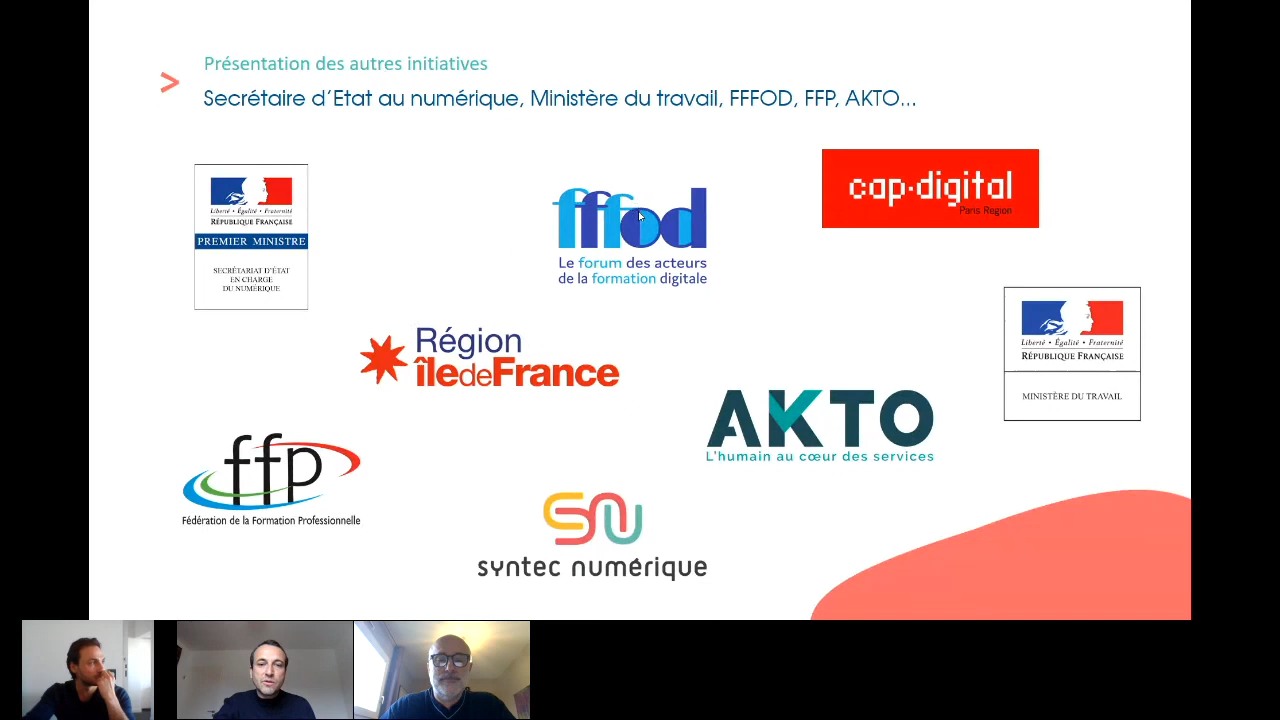 Présentation des autres initiatives
>
Secrétaire d'Etat au numérique, Ministère du travail, FFFOD, FFP, AKTO...
Liberté • Égalité • Fraternité
RÉPUBLIQUE FRANÇAISE
PREMIER MINISTRE
SECRÉTARIAT D'ÉTAT
EN CHARGE
DU NUMÉRIQUE
fffod
Le forum des acteurs
de la formation digitale
cap·digital
Paris Region
Région
îledeFrance
Liberté • Égalité • Fraternité
RÉPUBLIQUE FRANÇAISE
MINISTÈRE DU TRAVAIL
AKTO
L'humain au cœur des services
ffp
Fédération de la Formation Professionnelle
syntec numérique